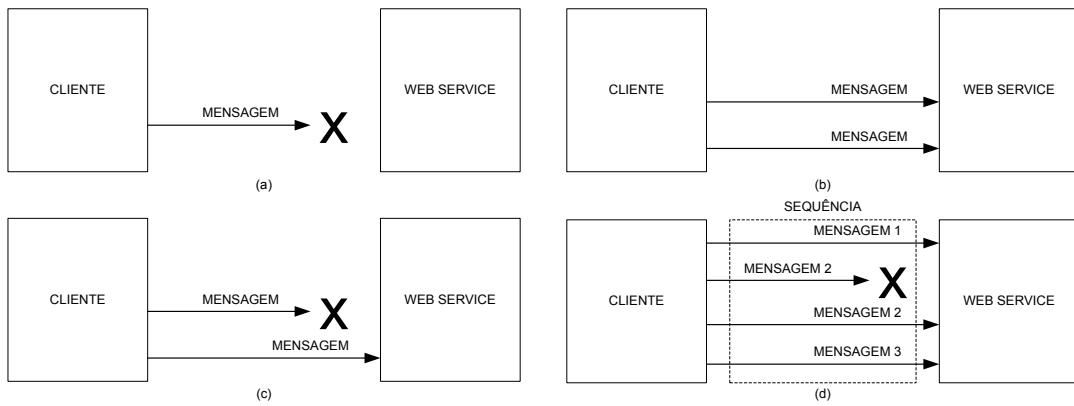 CLIENTE
MENSAGEM
X
WEB SERVICE
(a)
CLIENTE
MENSAGEM
MENSAGEM
WEB SERVICE
(b)
CLIENTE
MENSAGEM
X
MENSAGEM
WEB SERVICE
(c)
SEQUÊNCIA
CLIENTE
MENSAGEM 1
MENSAGEM 2
X
MENSAGEM 2
MENSAGEM 3
WEB SERVICE
(d)